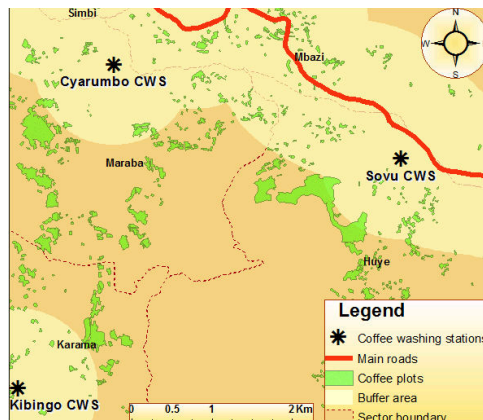 Simbi
N
W
E
S
Mbazi
Cyarumbo CWS
Maraba
Sovu CWS
Huye
Karama
Kibingo CWS
Legend
Coffee washing stations
Main roads
Coffee plots
Buffer area
Sector boundary
0 0.5 1 2 Km